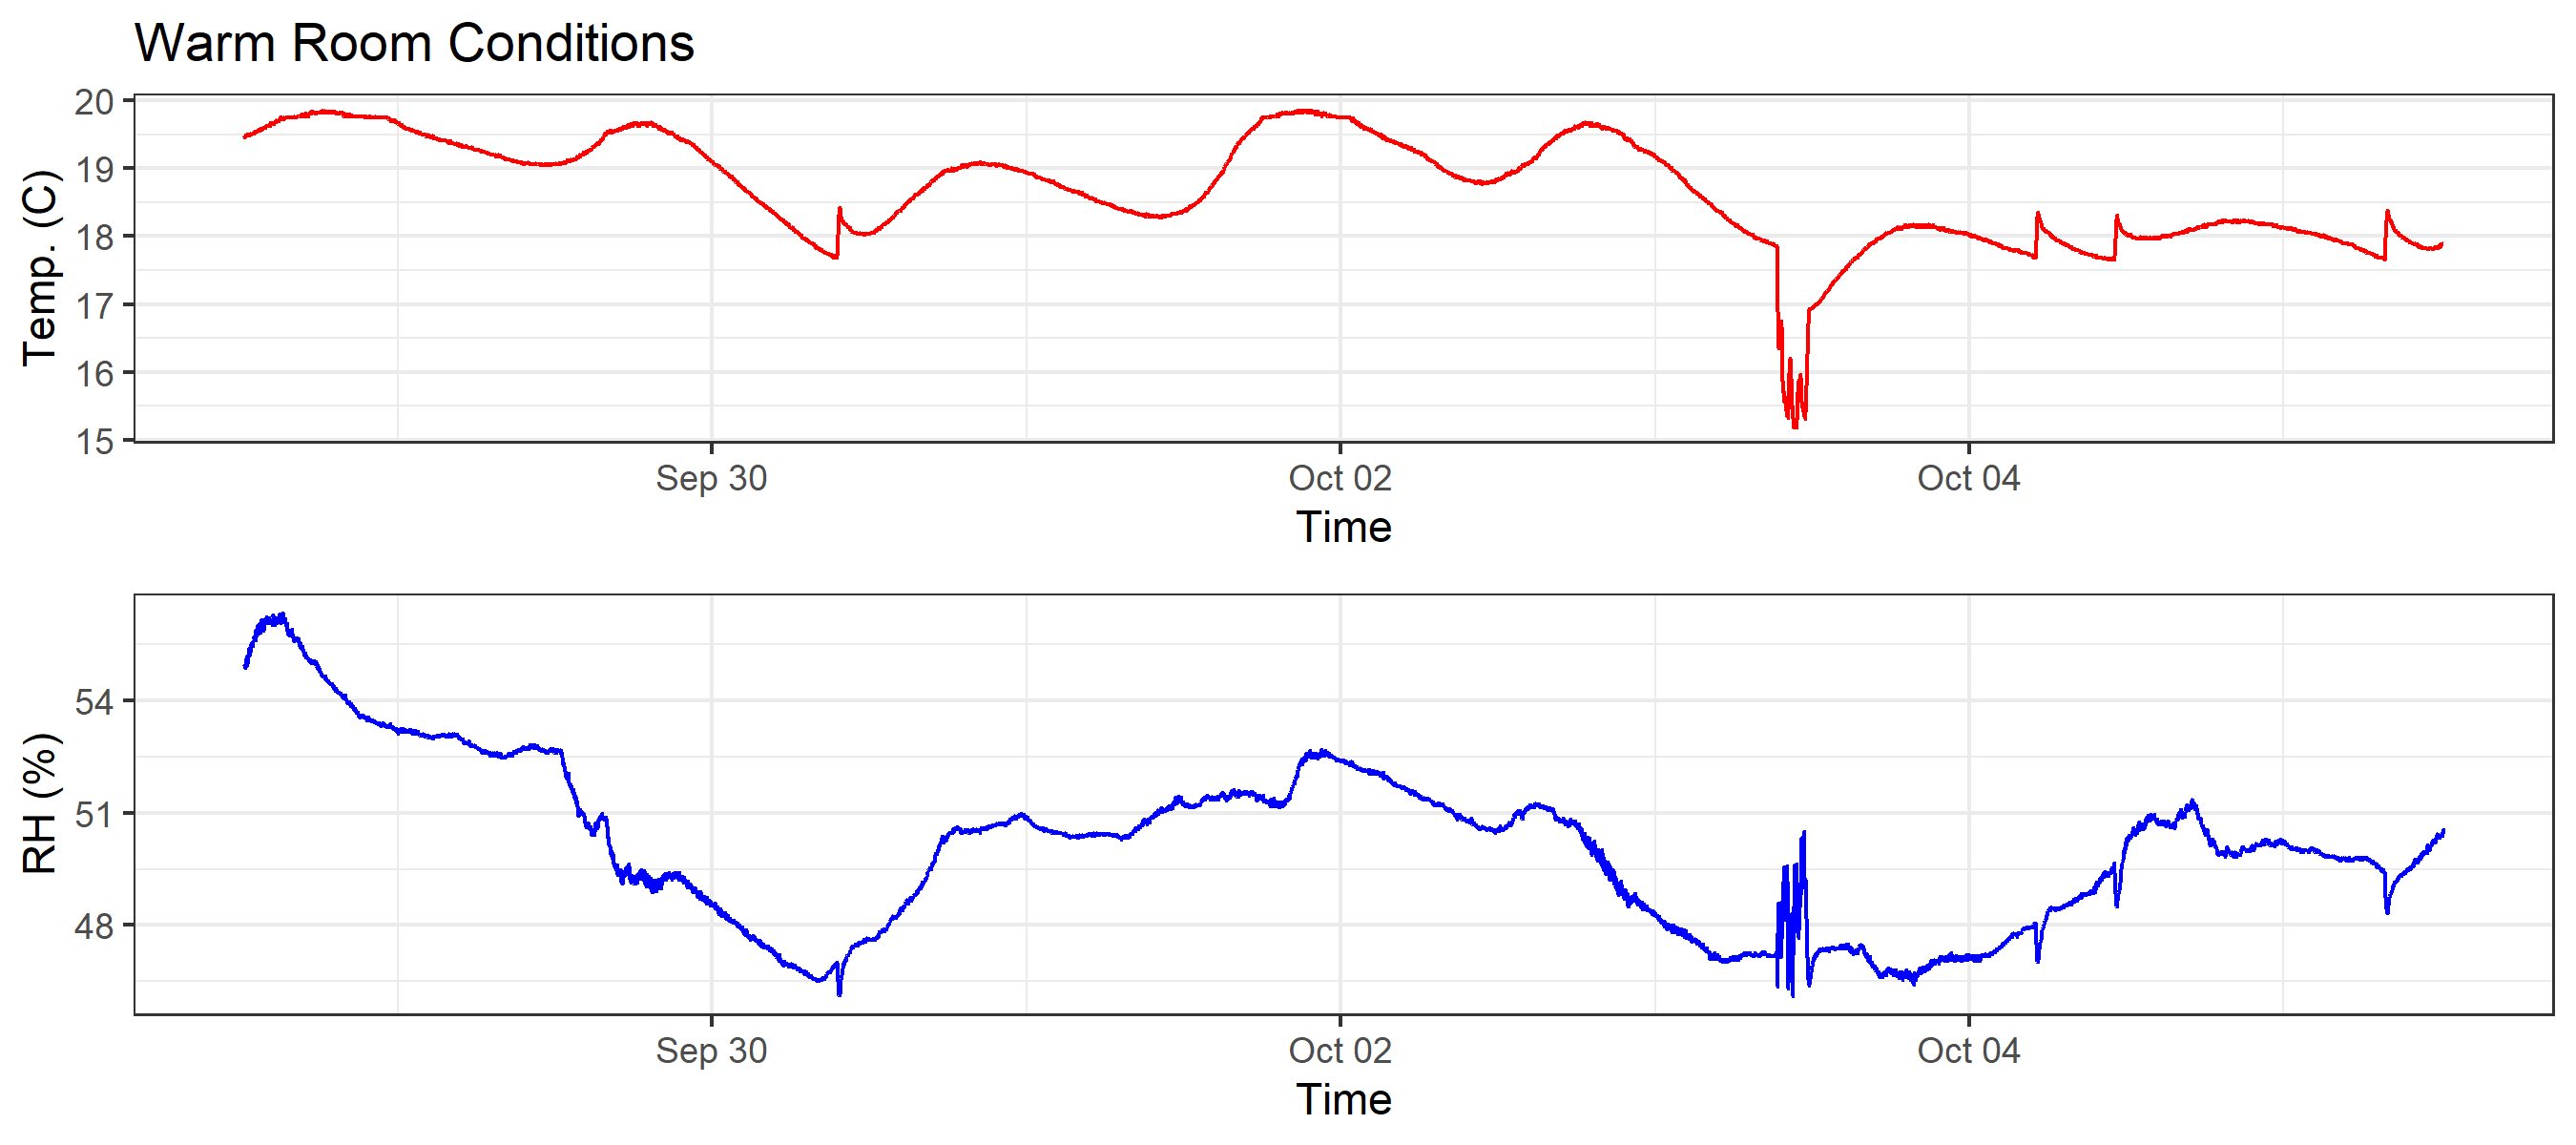 Warm Room Conditions
Temp. (C)
20
19
18
17
16
15
Sep 30 Oct 02 Oct 04
Time
RH (%)
54
51
48
Sep 30 Oct 02 Oct 04
Time